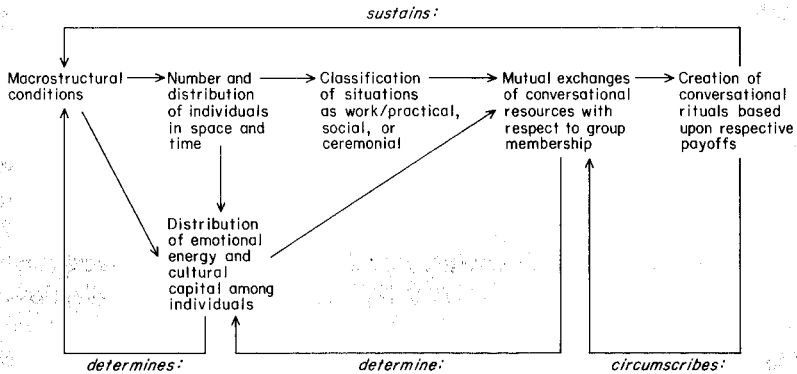 sustains:
Macrostructural
conditions
Number and
distribution
of individuals
in space and
time
Classification
of situations
as work/practical,
social, or
ceremonial
Mutual exchanges
of conversational
resources with
respect to group
membership
Creation of
conversational
rituals based
upon respective
payoffs
Distribution
of emotional
energy and
cultural
capital among
individuals
determines:
determine:
circumscribes: